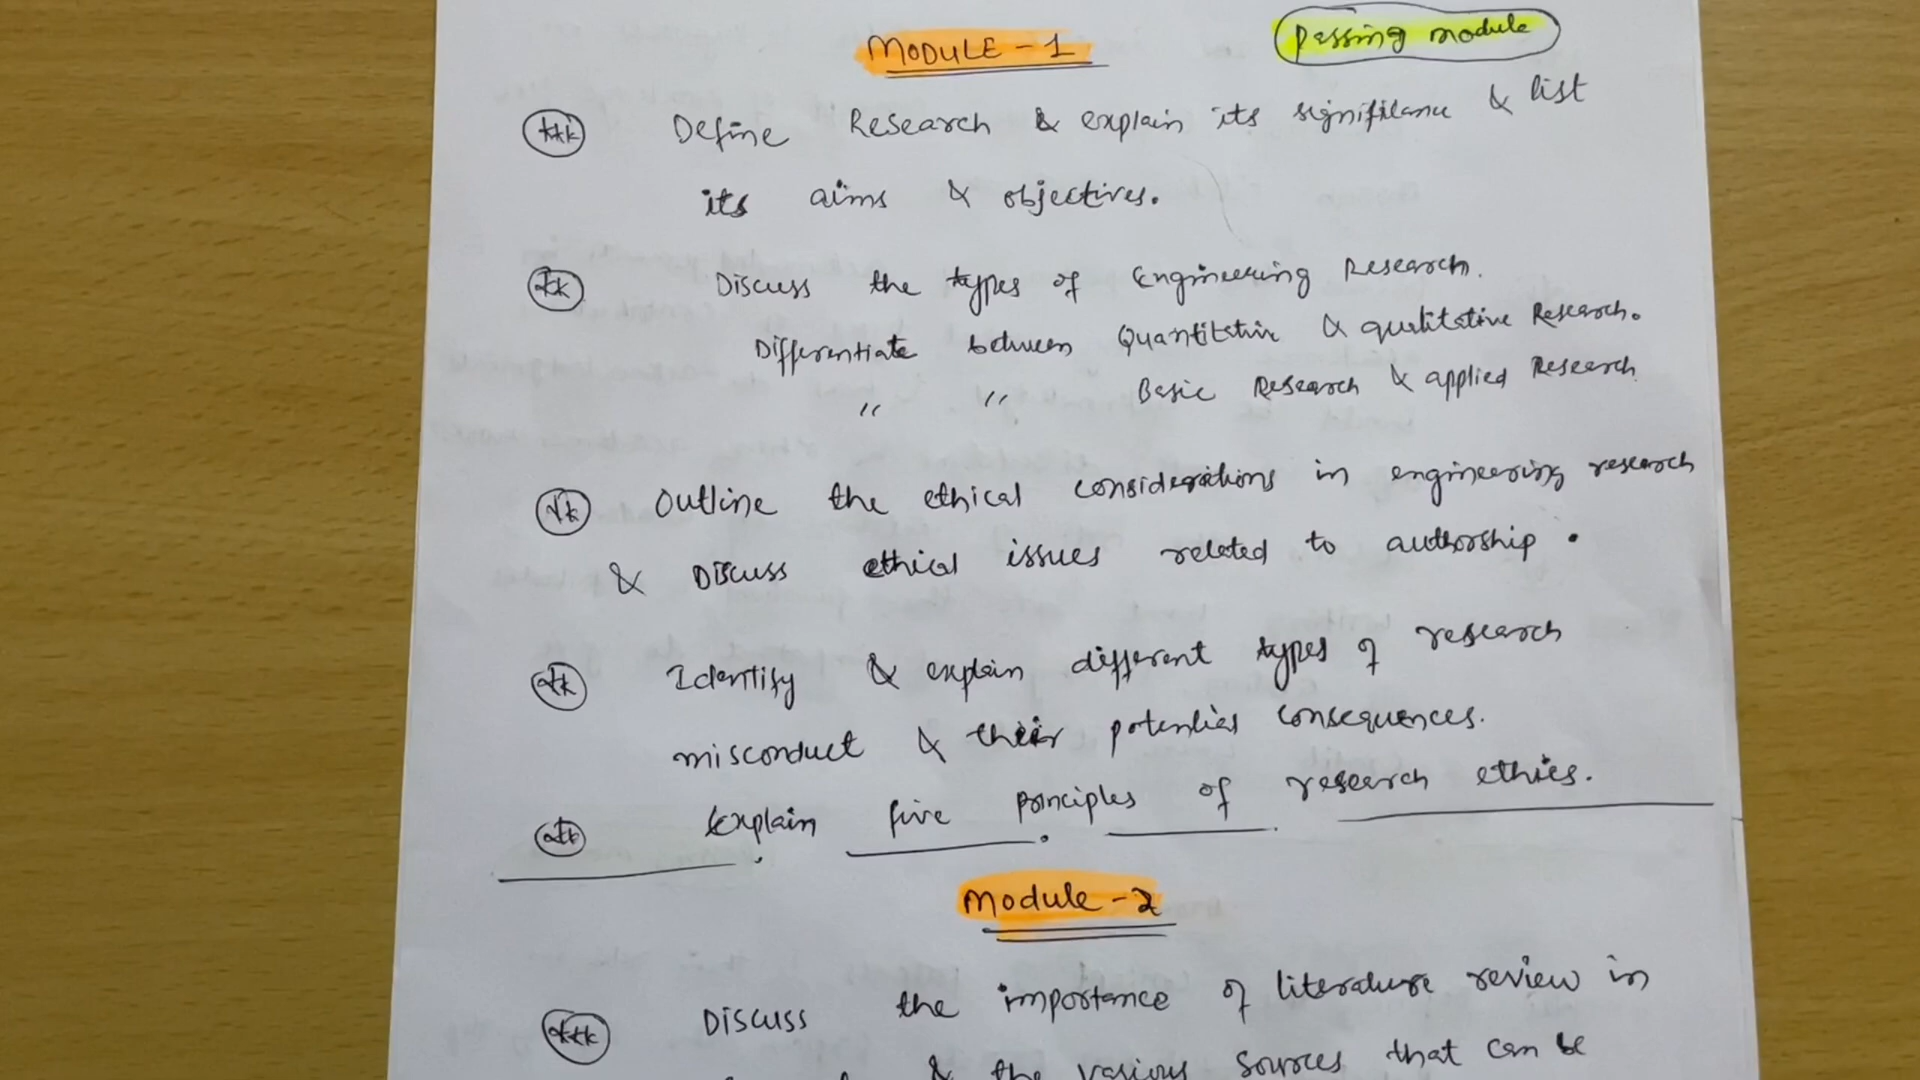 MODULE - 1
Passing module
*** Define Research & explain its significance & list
its aims & objectives.
** Discuss the types of Engineering Research.
Differentiate between Quantitative & qualitative Research.
" " Basic Research & applied Research
** Outline the ethical considerations in engineering research
& Discuss ethical issues related to authorship.
** Identify & explain different types of research
misconduct & their potential consequences.
** Explain five principles of research ethics.
Module - 2
*** Discuss the importance of literature review in
& the various sources that can be